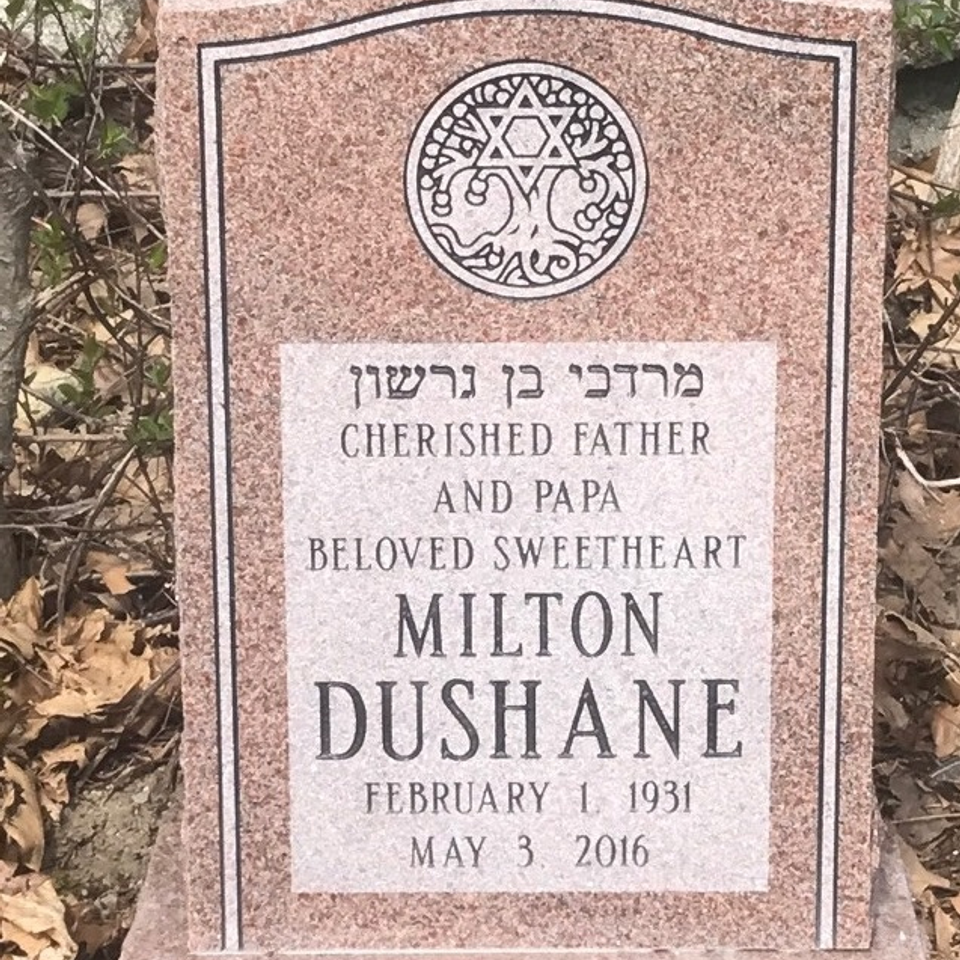 מרדכי בן גרשון
CHERISHED FATHER
AND PAPA
BELOVED SWEETHEART
MILTON
DUSHANE
FEBRUARY 1, 1931
MAY 3, 2016